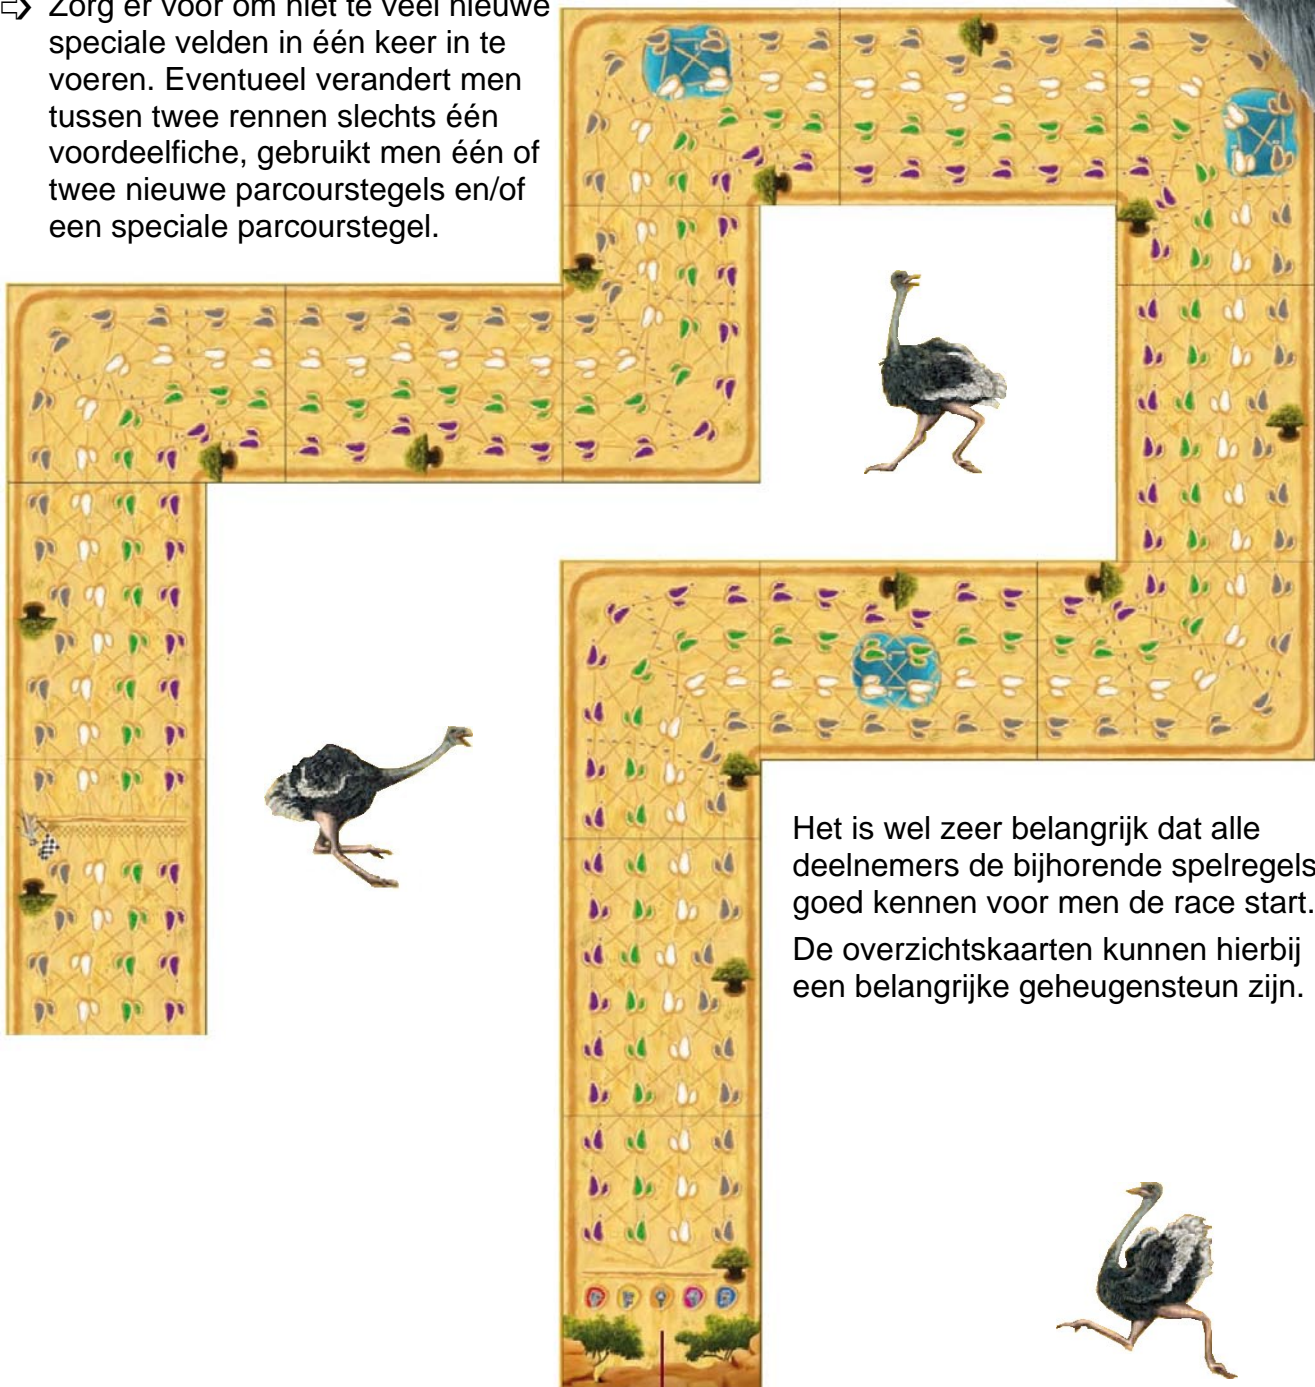 ⇨ Zorg er voor om niet te veel nieuwe
speciale velden in één keer in te
voeren. Eventueel verandert men
tussen twee rennen slechts één
voordeelfiche, gebruikt men één of
twee nieuwe parcourstegels en/of
een speciale parcourstegel.
Het is wel zeer belangrijk dat alle
deelnemers de bijhorende spelregels
goed kennen voor men de race start.
De overzichtskaarten kunnen hierbij
een belangrijke geheugensteun zijn.